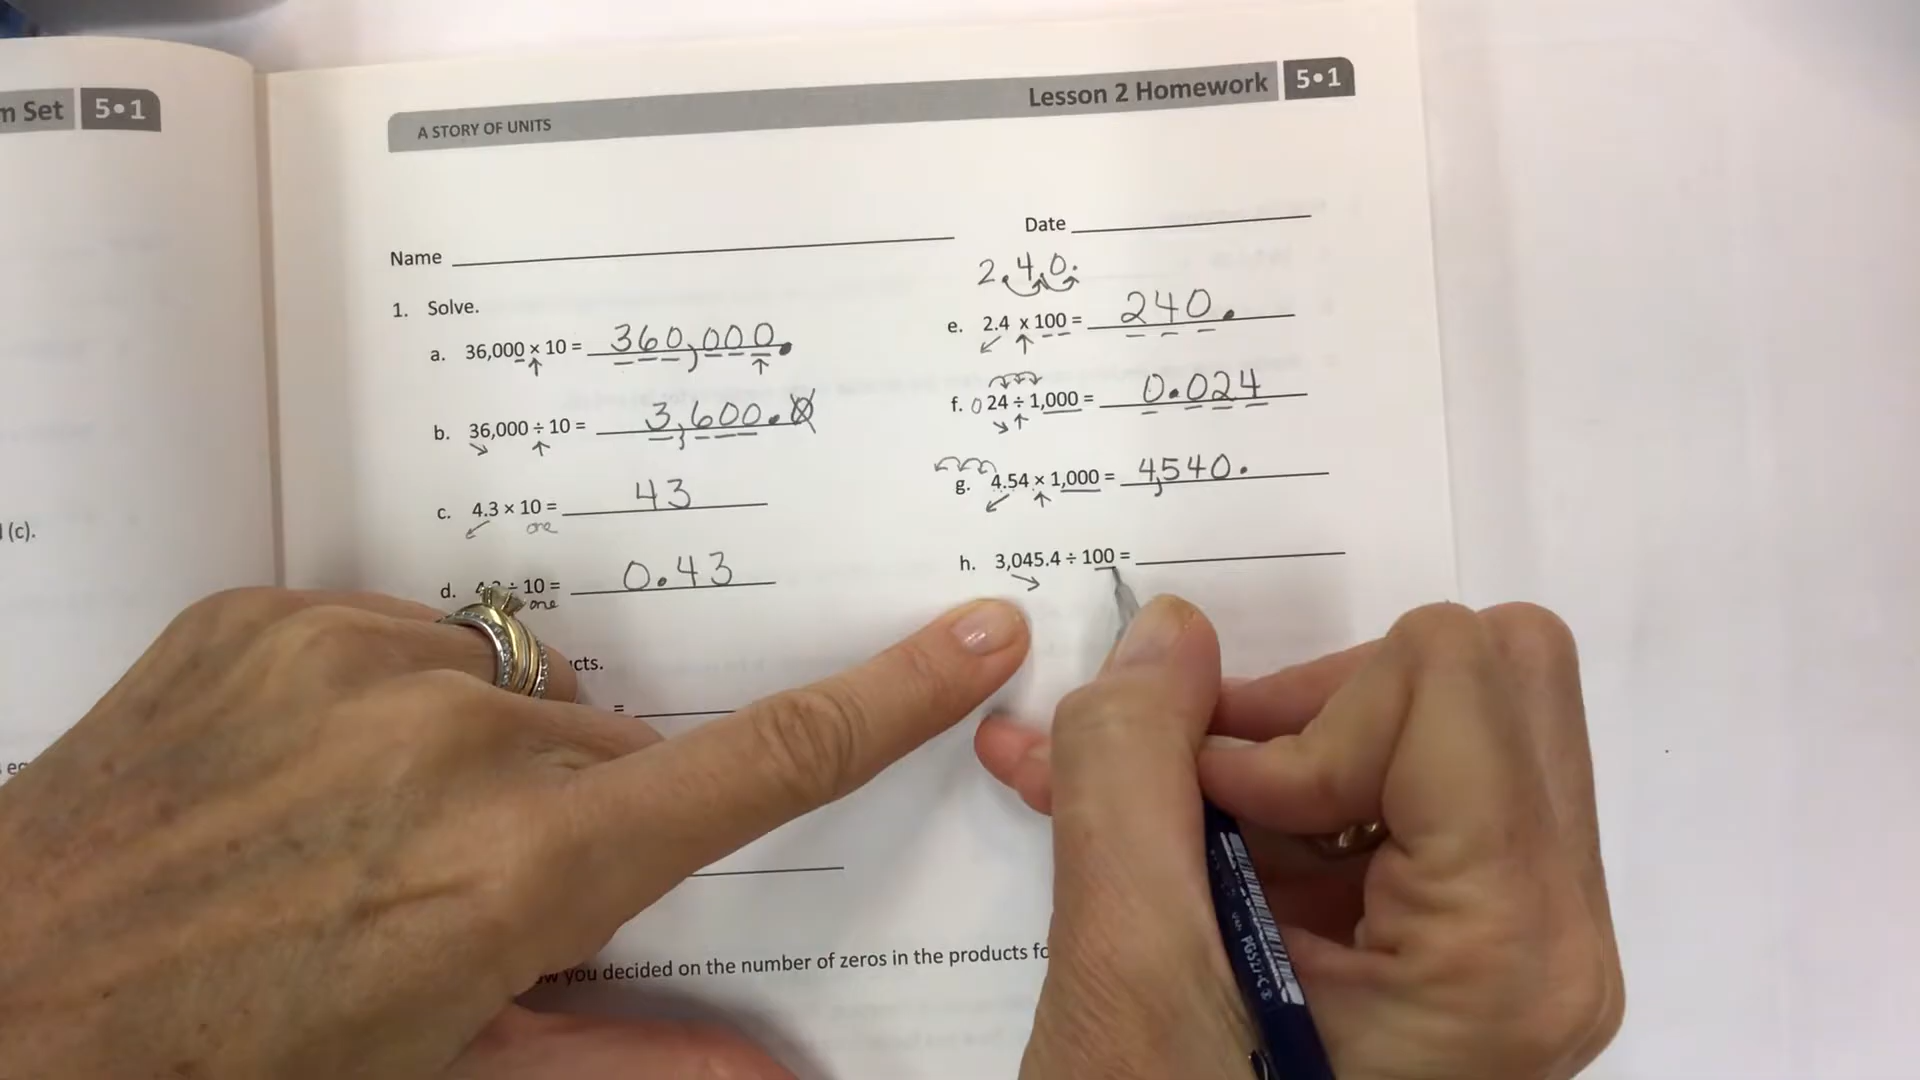 m Set 5•1
(c).
A STORY OF UNITS
Lesson 2 Homework 5•1
Name
Date
1. Solve.
a. 36,000 × 10 = 360,000.
b. 36,000 ÷ 10 = 3,600.0
c. 4.3 × 10 = 43
one
d. ÷ 10 = 0.43
one
2.40.
e. 2.4 x 100 = 240.
f. 0 24 ÷ 1,000 = 0.024
g. 4.54 × 1,000 = 4,540.
h. 3,045.4 ÷ 100 =
cts.
=
you decided on the number of zeros in the products
PG527-C